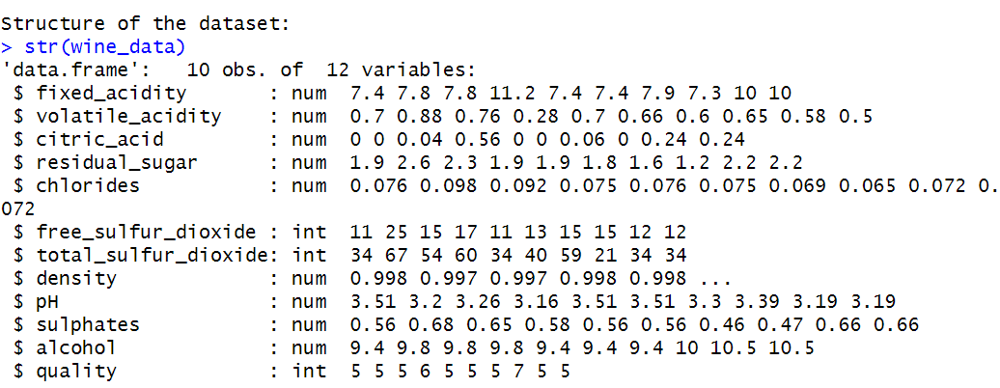 Structure of the dataset:
> str(wine_data)
'data.frame':   10 obs. of  12 variables:
 $ fixed_acidity       : num  7.4 7.8 7.8 11.2 7.4 7.4 7.9 7.3 10 10
 $ volatile_acidity    : num  0.7 0.88 0.76 0.28 0.7 0.66 0.6 0.65 0.58 0.5
 $ citric_acid         : num  0 0 0.04 0.56 0 0 0.06 0 0.24 0.24
 $ residual_sugar      : num  1.9 2.6 2.3 1.9 1.9 1.8 1.6 1.2 2.2 2.2
 $ chlorides           : num  0.076 0.098 0.092 0.075 0.076 0.075 0.069 0.065 0.072 0.
072
 $ free_sulfur_dioxide : int  11 25 15 17 11 13 15 15 12 12
 $ total_sulfur_dioxide: int  34 67 54 60 34 40 59 21 34 34
 $ density             : num  0.998 0.997 0.997 0.998 0.998 ...
 $ pH                  : num  3.51 3.2 3.26 3.16 3.51 3.51 3.3 3.39 3.19 3.19
 $ sulphates           : num  0.56 0.68 0.65 0.58 0.56 0.56 0.46 0.47 0.66 0.66
 $ alcohol             : num  9.4 9.8 9.8 9.8 9.4 9.4 9.4 10 10.5 10.5
 $ quality             : int  5 5 5 6 5 5 5 7 5 5